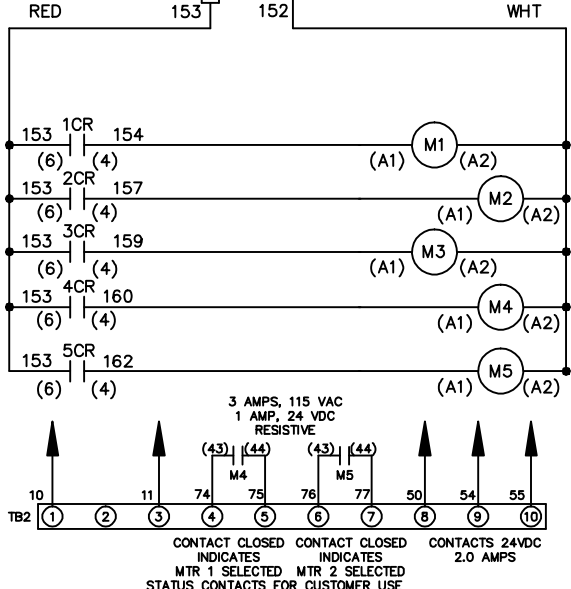 RED 153 152 WHT
1CR
153 154 M1
(6) (4) (A1) (A2)
2CR
153 157 M2
(6) (4) (A1) (A2)
3CR
153 159 M3
(6) (4) (A1) (A2)
4CR
153 160 M4
(6) (4) (A1) (A2)
5CR
153 162 M5
(6) (4) (A1) (A2)
3 AMPS, 115 VAC
1 AMP, 24 VDC
RESISTIVE
(43) (44) (43) (44)
M4 M5
10 11 74 75 76 77 50 54 55
TB2 1 2 3 4 5 6 7 8 9 10
CONTACT CLOSED CONTACT CLOSED CONTACTS 24VDC
INDICATES INDICATES 2.0 AMPS
MTR 1 SELECTED MTR 2 SELECTED
STATUS CONTACTS FOR CUSTOMER USE